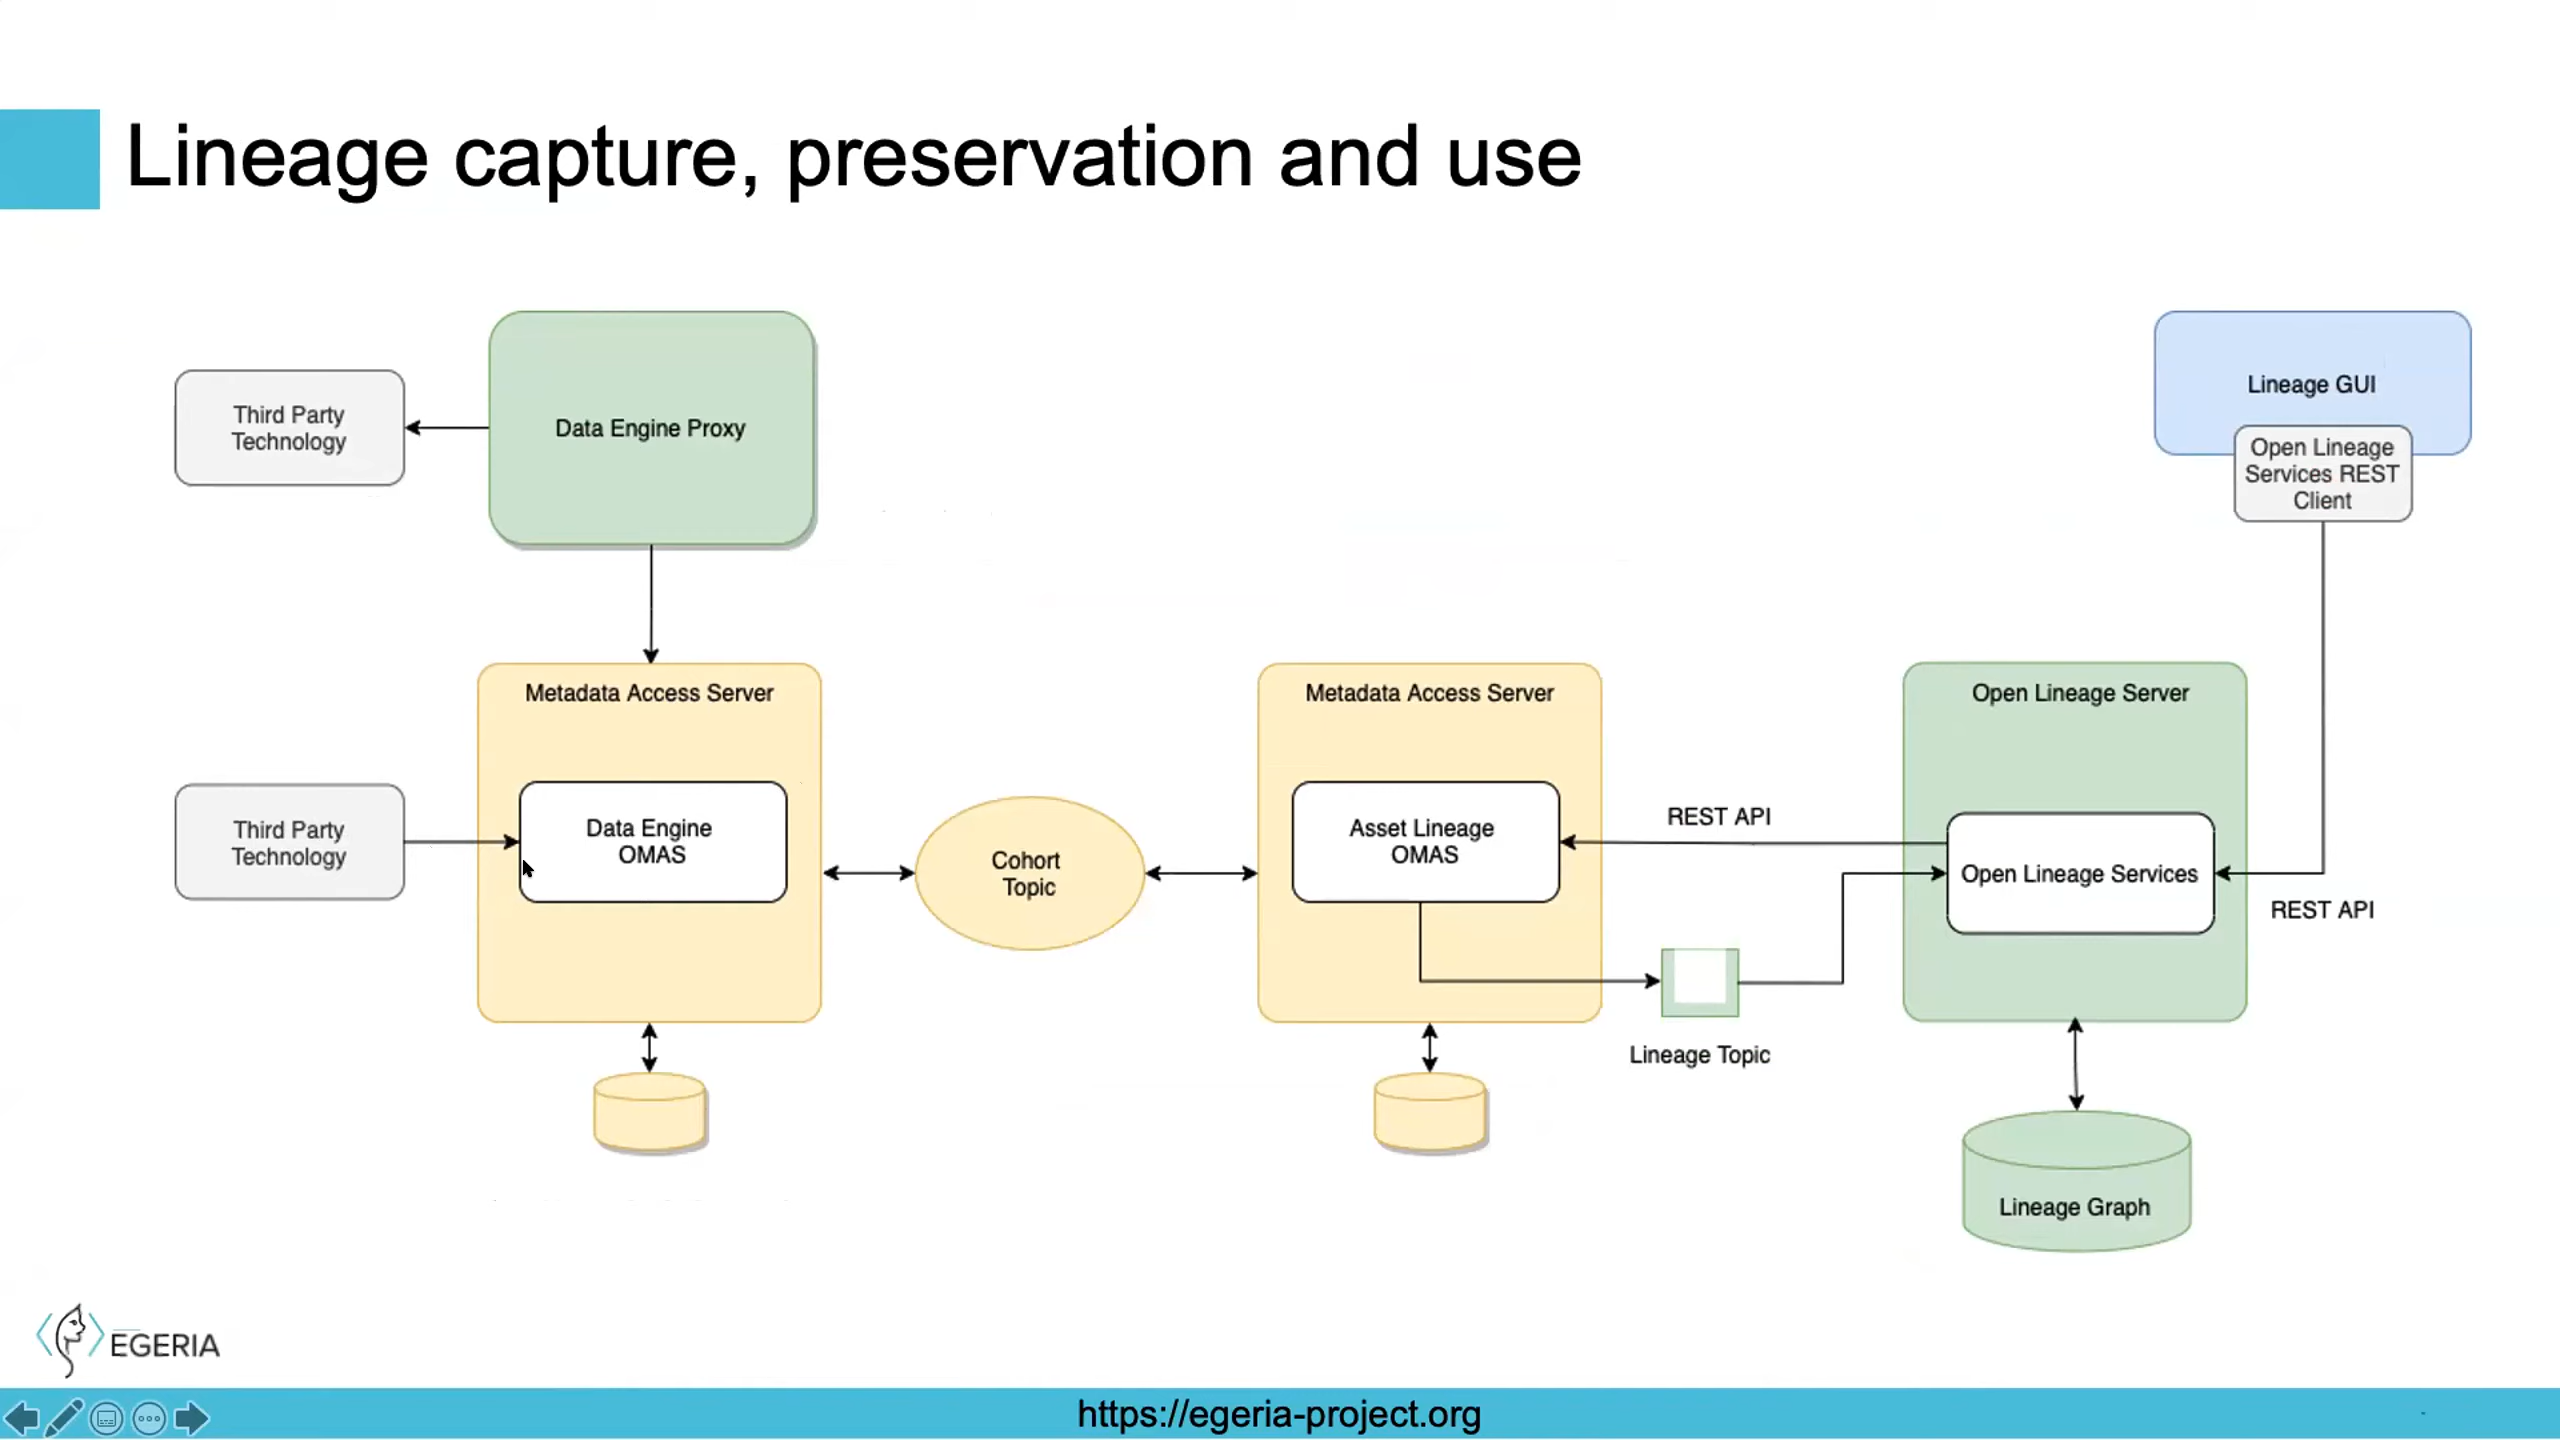 Lineage capture, preservation and use
Third Party
Technology
Data Engine Proxy
Lineage GUI
Open Lineage
Services REST
Client
Metadata Access Server
Metadata Access Server
Open Lineage Server
Third Party
Technology
Data Engine
OMAS
Cohort
Topic
Asset Lineage
OMAS
REST API
Open Lineage Services
REST API
Lineage Topic
Lineage Graph
EGERIA
https://egeria-project.org